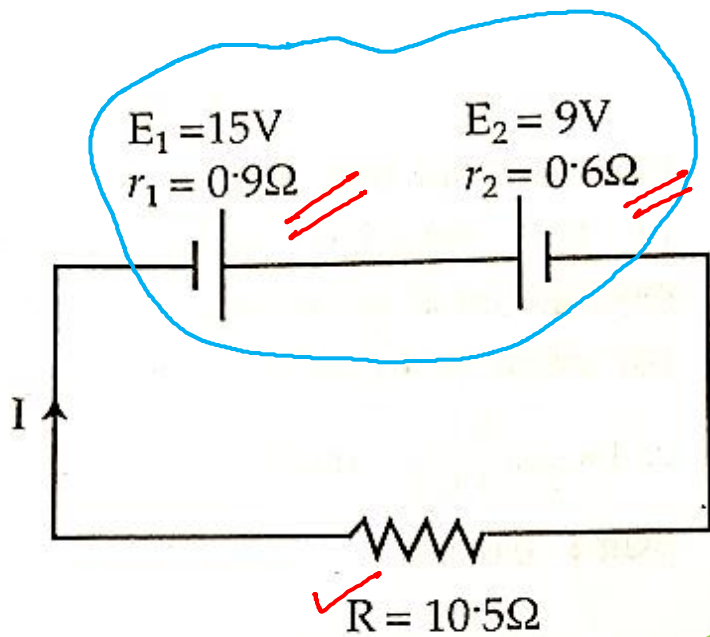 E₁ = 15V
r₁ = 0·9Ω
E₂ = 9V
r₂ = 0·6Ω
I
R = 10·5Ω